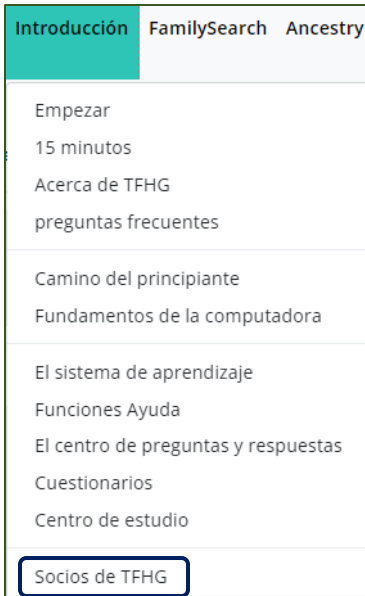 Introducción FamilySearch Ancestry
Empezar
15 minutos
Acerca de TFHG
preguntas frecuentes
Camino del principiante
Fundamentos de la computadora
El sistema de aprendizaje
Funciones Ayuda
El centro de preguntas y respuestas
Cuestionarios
Centro de estudio
Socios de TFHG